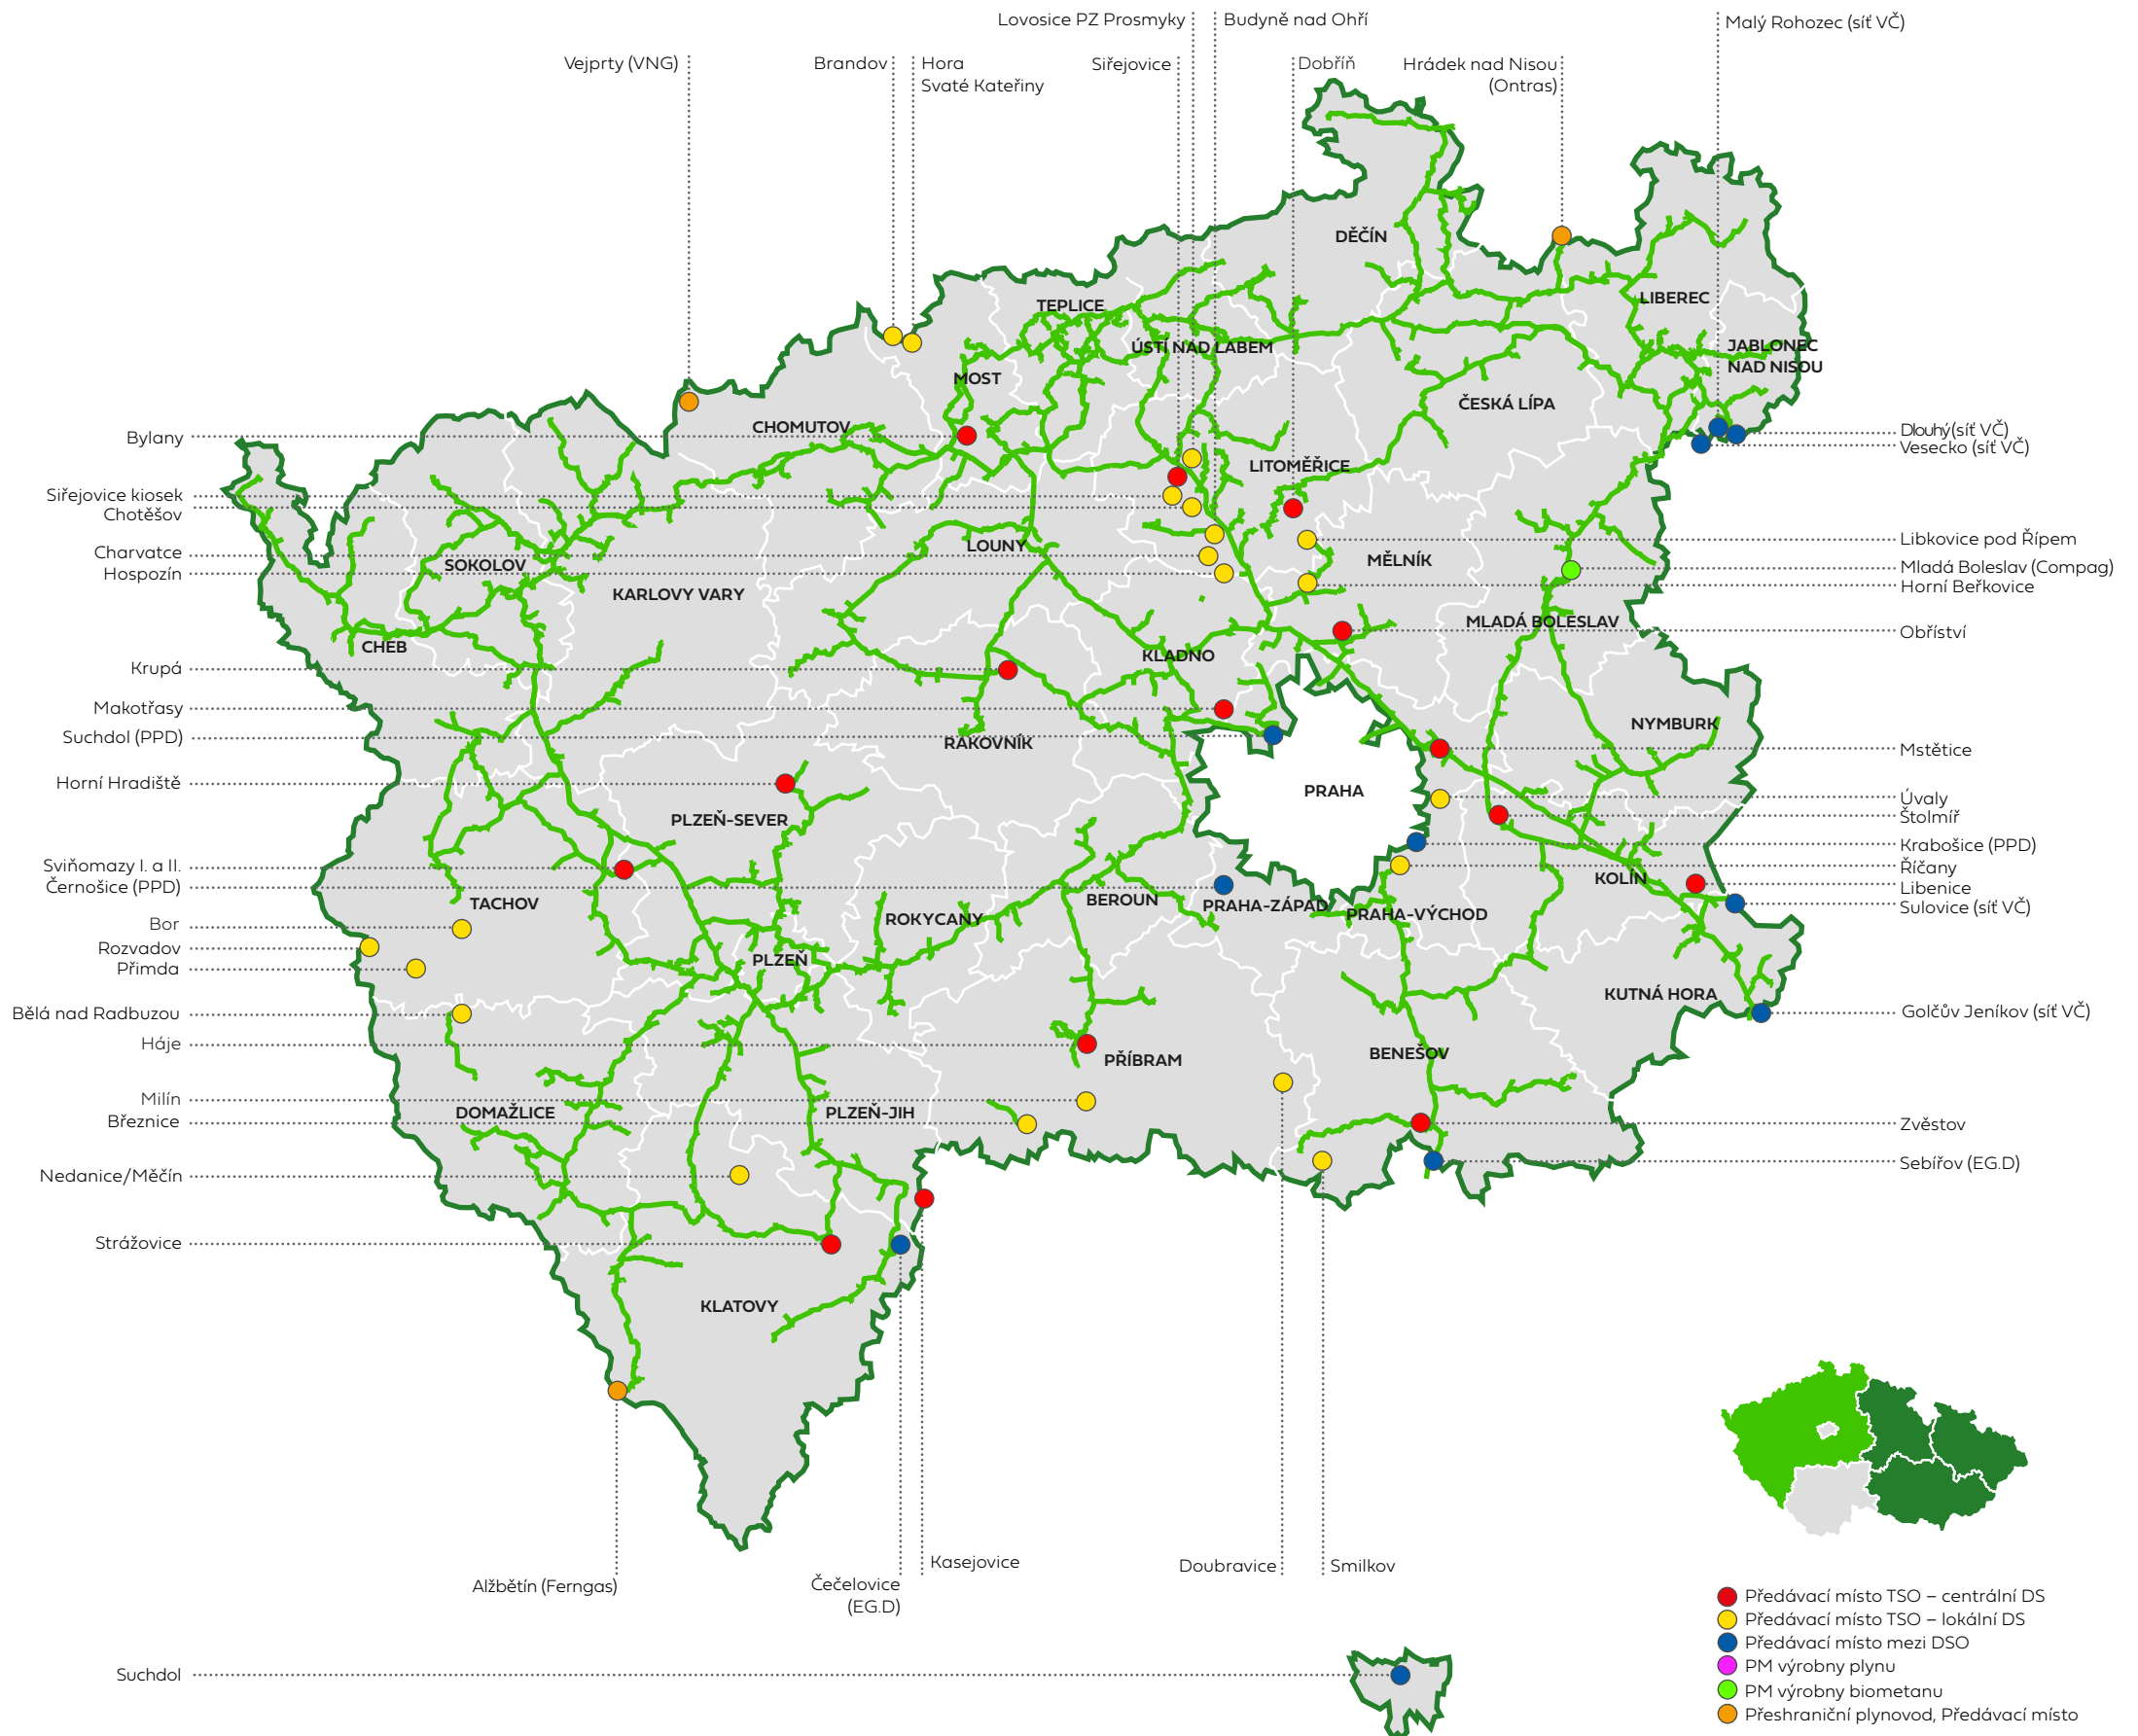 Lovosice PZ Prosmyky
Budyně nad Ohří
Malý Rohozec (síť VČ)
Vejprty (VNG)
Brandov
Hora
Svaté Kateřiny
Siřejovice
Dobříň
Hrádek nad Nisou
(Ontras)
DĚČÍN
LIBEREC
TEPLICE
ÚSTÍ NAD LABEM
JABLONEC
NAD NISOU
MOST
ČESKÁ LÍPA
CHOMUTOV
Bylany
Dlouhý(síť VČ)
Vesecko (síť VČ)
LITOMĚŘICE
Siřejovice kiosek
Chotěšov
Libkovice pod Řípem
LOUNY
Charvatce
MĚLNÍK
SOKOLOV
Mladá Boleslav (Compag)
Hospozín
Horní Beřkovice
KARLOVY VARY
MLADÁ BOLESLAV
Obříství
CHEB
KLADNO
Krupá
Makotřasy
NYMBURK
Suchdol (PPD)
RAKOVNÍK
Mstětice
Horní Hradiště
PRAHA
Úvaly
Štolmíř
PLZEŇ-SEVER
Krabošice (PPD)
Sviňomazy I. a II.
Říčany
KOLÍN
Černošice (PPD)
Libenice
TACHOV
BEROUN
PRAHA-ZÁPAD
Sulovice (síť VČ)
PRAHA-VÝCHOD
ROKYCANY
Bor
Rozvadov
PLZEŇ
Přimda
KUTNÁ HORA
Bělá nad Radbuzou
Golčův Jeníkov (síť VČ)
Háje
BENEŠOV
PŘÍBRAM
Milín
DOMAŽLICE
PLZEŇ-JIH
Březnice
Zvěstov
Sebířov (EG.D)
Nedanice/Měčín
Strážovice
KLATOVY
Kasejovice
Doubravice
Smilkov
Alžbětín (Ferngas)
Čečelovice
(EG.D)
Předávací místo TSO – centrální DS
Předávací místo TSO – lokální DS
Předávací místo mezi DSO
PM výrobny plynu
PM výrobny biometanu
Přeshraniční plynovod, Předávací místo
Suchdol